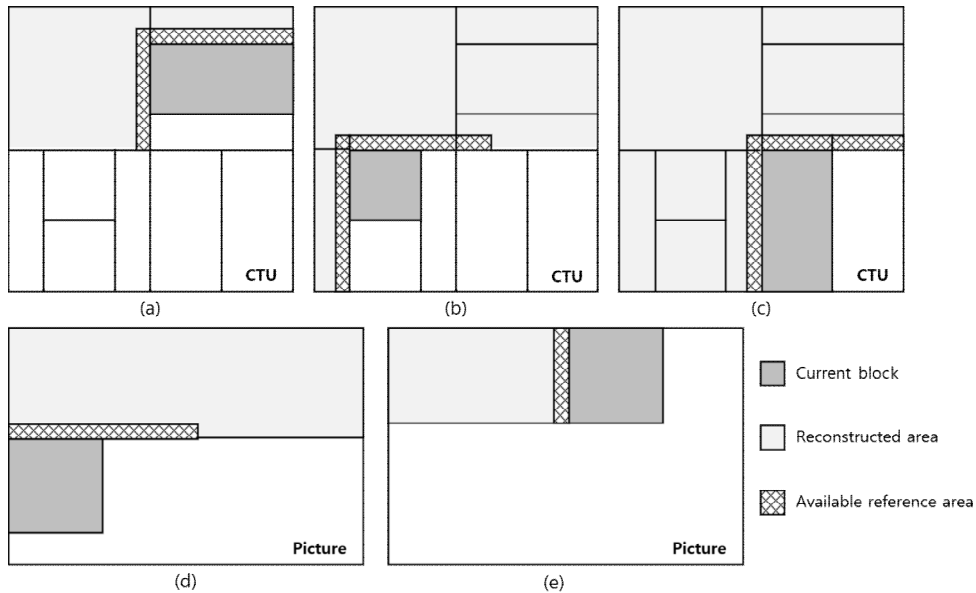 CTU
CTU
CTU
(a)
(b)
(c)
Current block
Reconstructed area
Available reference area
Picture
Picture
(d)
(e)